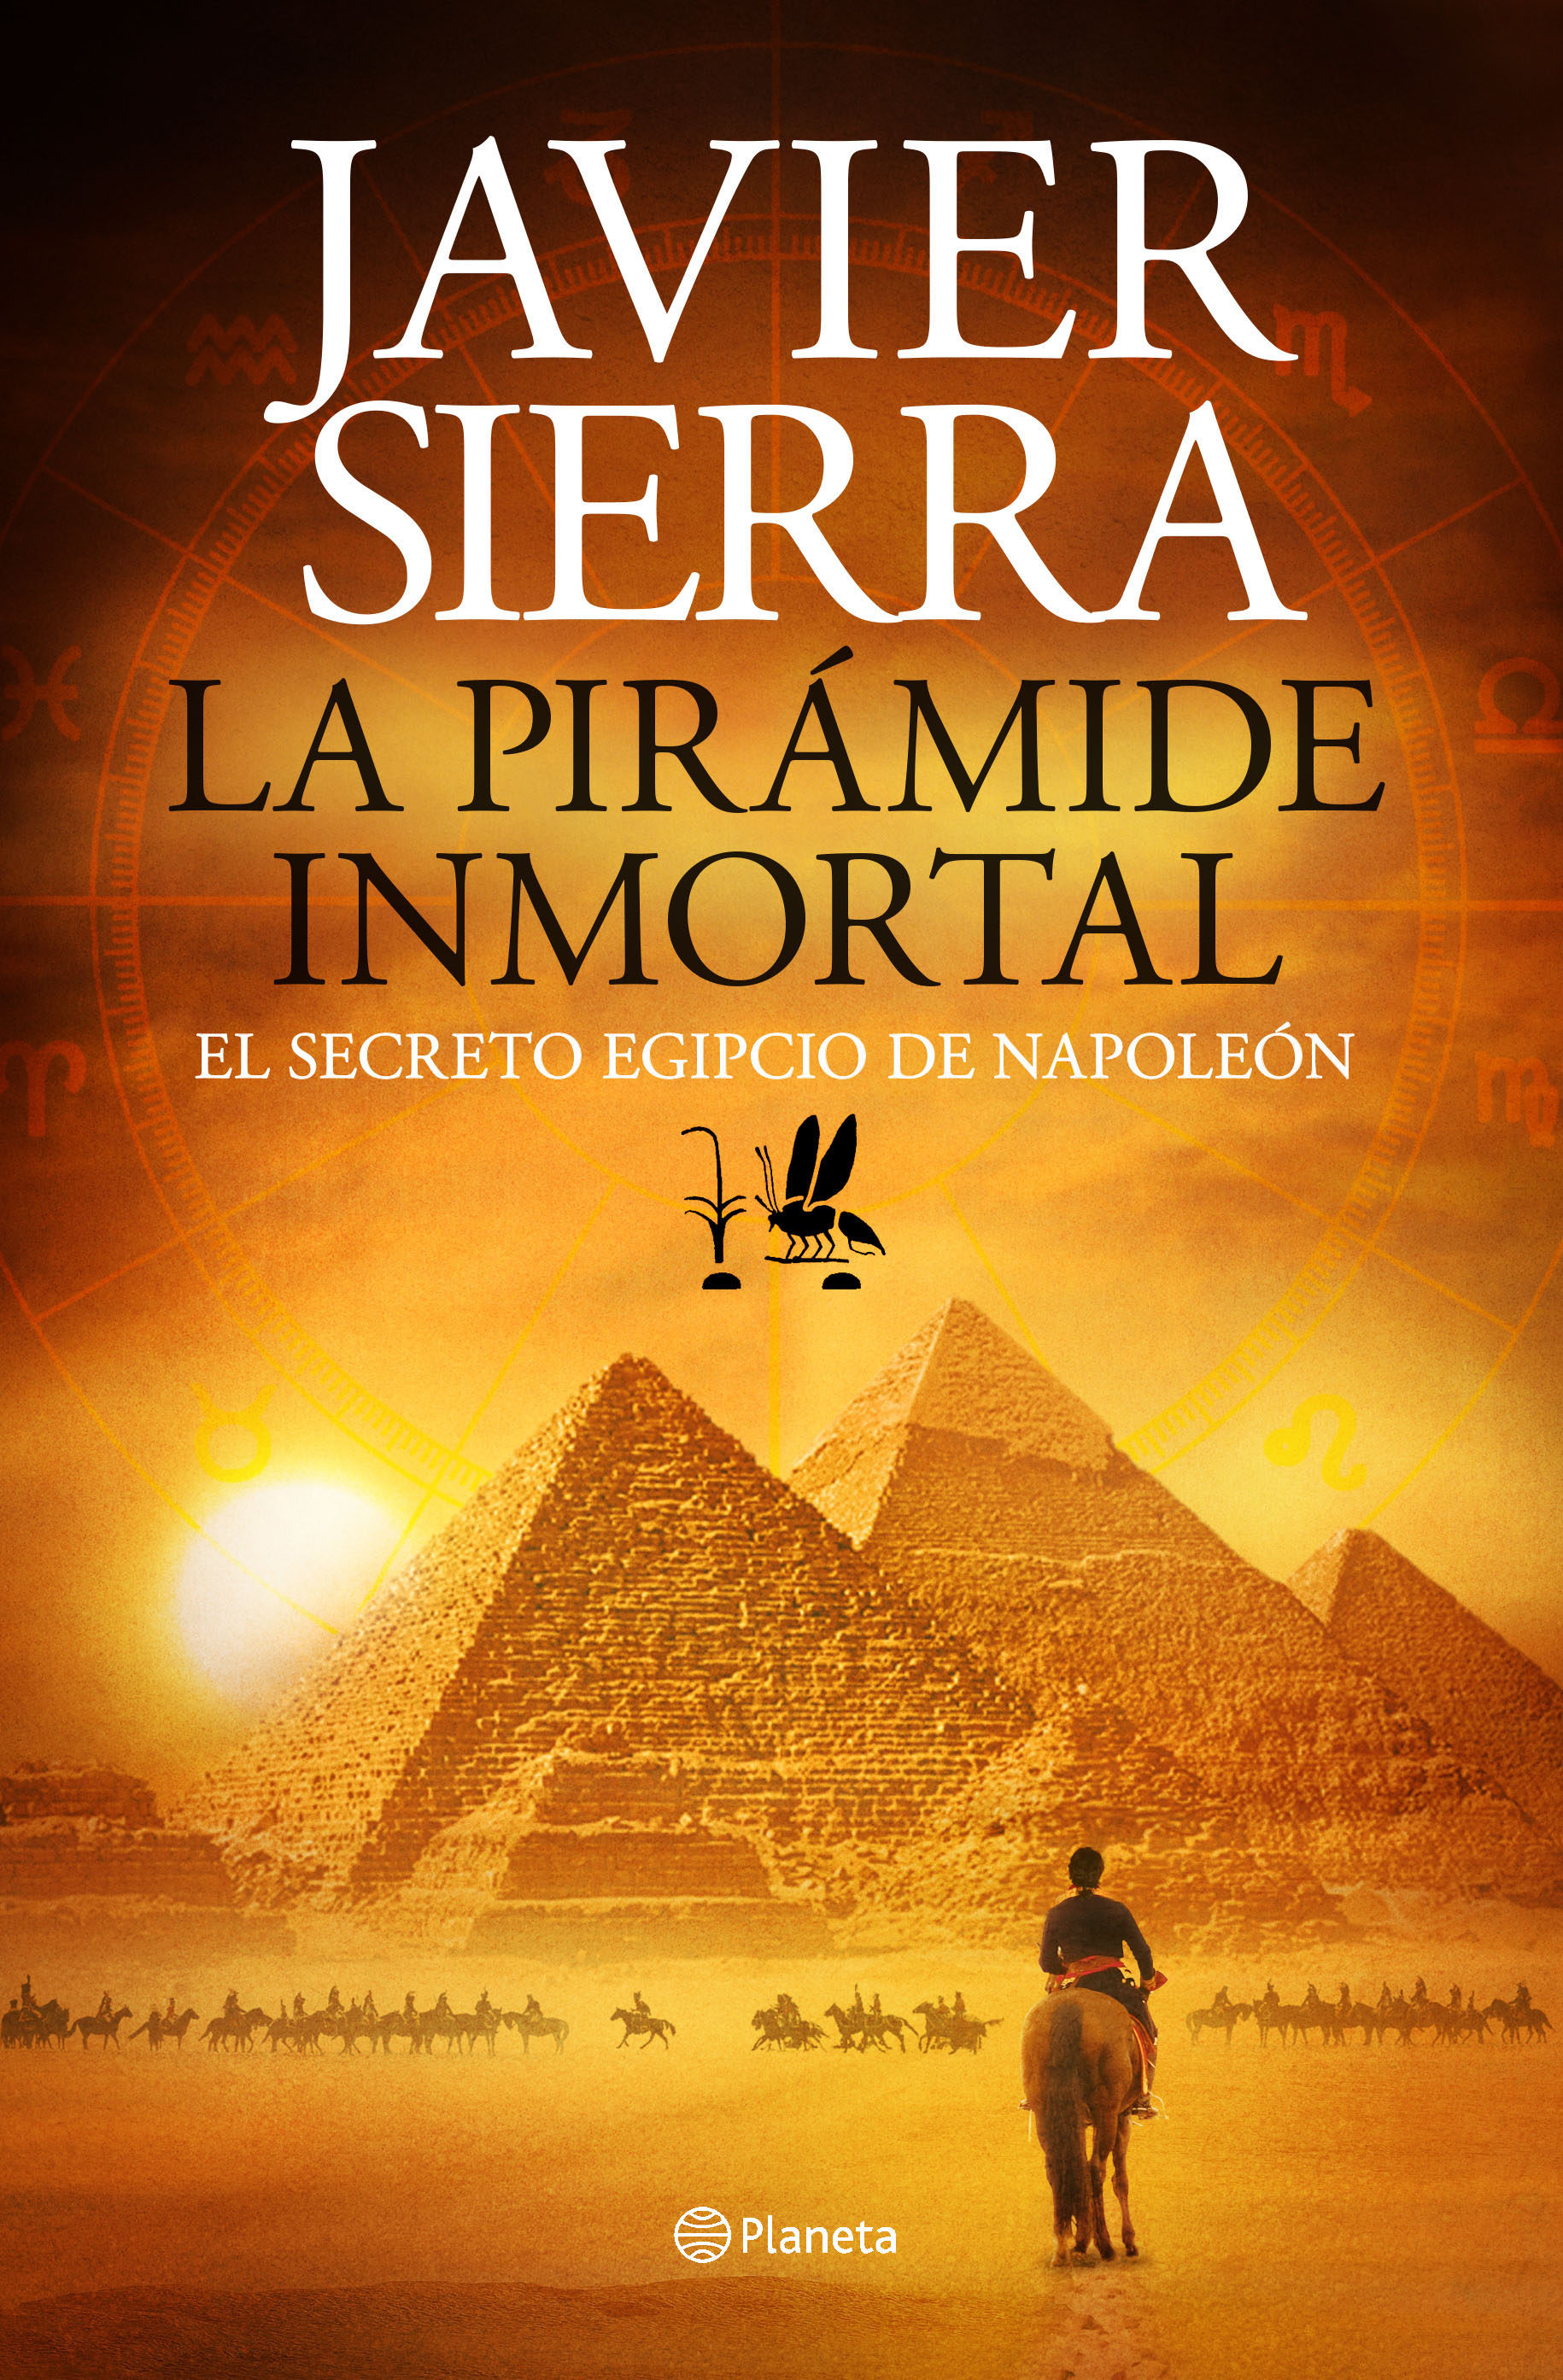 JAVIER
SIERRA
LA PIRÁMIDE
INMORTAL
EL SECRETO EGIPCIO DE NAPOLEÓN
Planeta